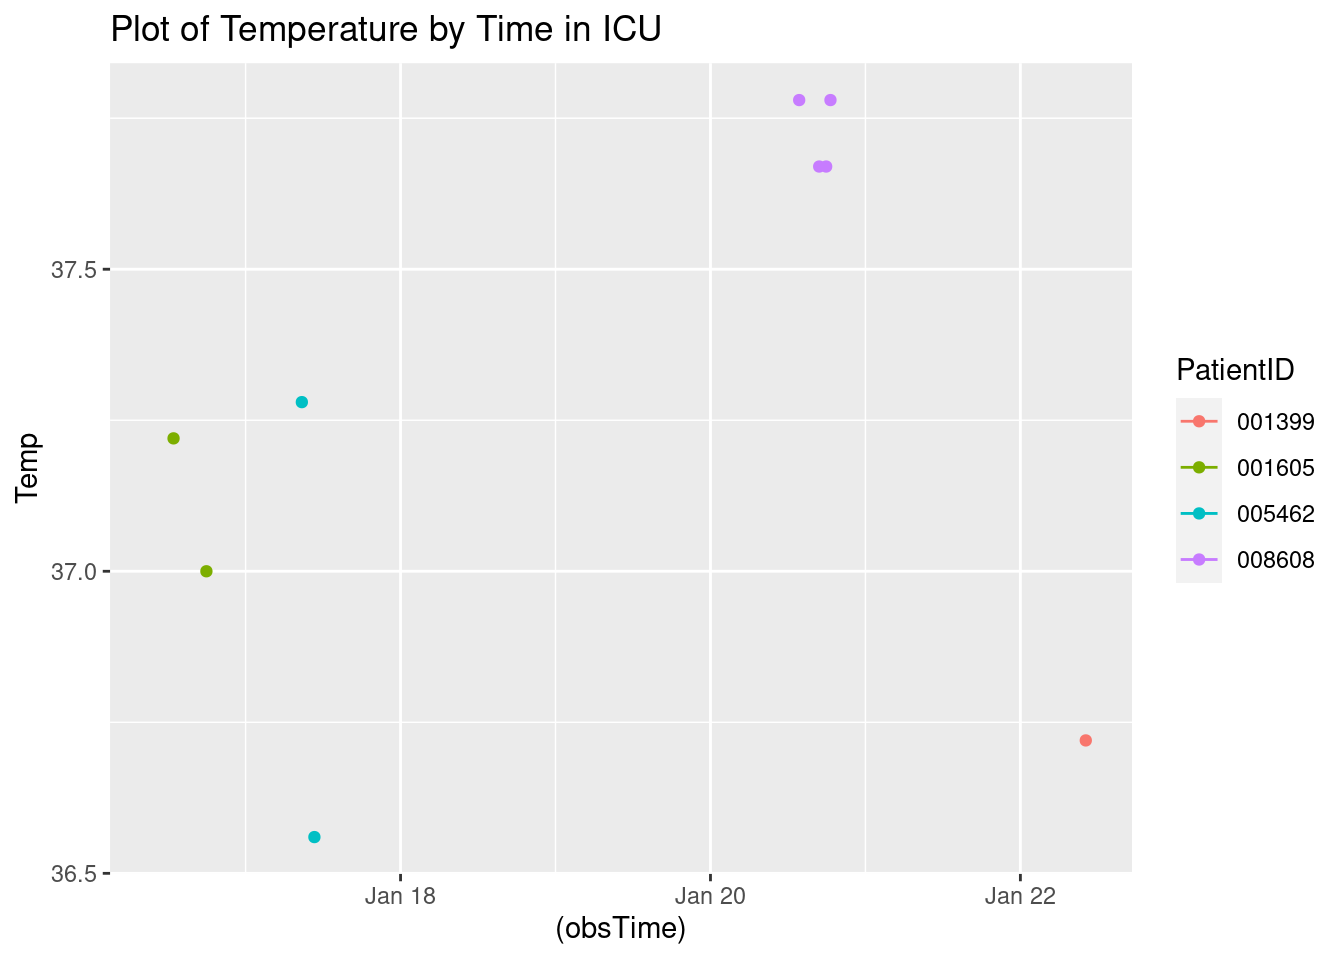 Plot of Temperature by Time in ICU
Temp
37.5
37.0
36.5
Jan 18
Jan 20
Jan 22
(obsTime)
PatientID
001399
001605
005462
008608